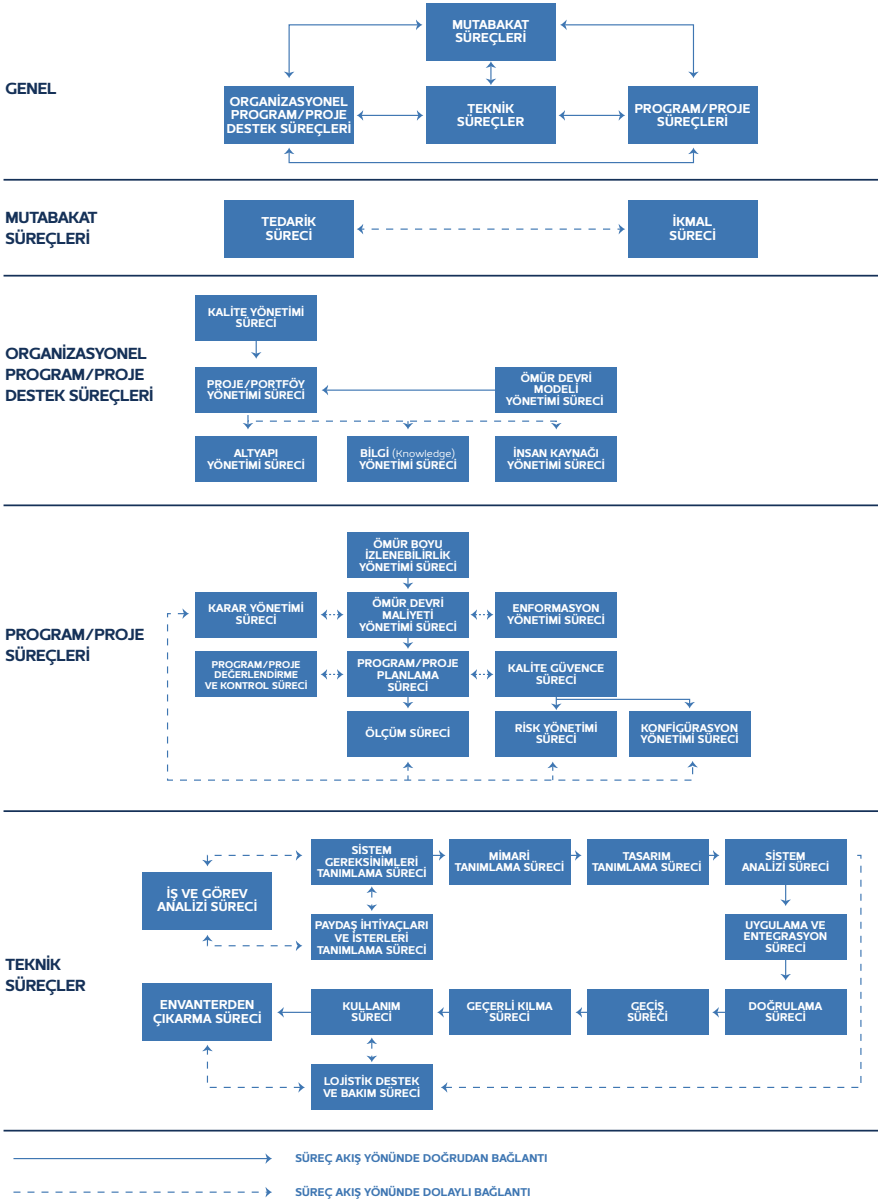 GENEL
MUTABAKAT
SÜREÇLERİ
ORGANİZASYONEL
PROGRAM/PROJE
DESTEK SÜREÇLERİ
TEKNİK
SÜREÇLER
PROGRAM/PROJE
SÜREÇLERİ
MUTABAKAT
SÜREÇLERİ
TEDARİK
SÜRECİ
İKMAL
SÜRECİ
ORGANİZASYONEL
PROGRAM/PROJE
DESTEK SÜREÇLERİ
KALİTE YÖNETİMİ
SÜRECİ
PROJE/PORTFÖY
YÖNETİMİ SÜRECİ
ÖMÜR DEVRİ
MODELİ
YÖNETİMİ SÜRECİ
ALTYAPI
YÖNETİMİ SÜRECİ
BİLGİ (Knowledge)
YÖNETİMİ SÜRECİ
İNSAN KAYNAĞI
YÖNETİMİ SÜRECİ
PROGRAM/PROJE
SÜREÇLERİ
ÖMÜR BOYU
İZLENEBİLİRLİK
YÖNETİMİ SÜRECİ
KARAR YÖNETİMİ
SÜRECİ
ÖMÜR DEVRİ
MALİYETİ
YÖNETİMİ SÜRECİ
ENFORMASYON
YÖNETİMİ SÜRECİ
PROGRAM/PROJE
DEĞERLENDİRME
VE KONTROL SÜRECİ
PROGRAM/PROJE
PLANLAMA
SÜRECİ
KALİTE GÜVENCE
SÜRECİ
ÖLÇÜM SÜRECİ
RİSK YÖNETİMİ
SÜRECİ
KONFİGÜRASYON
YÖNETİMİ SÜRECİ
TEKNİK
SÜREÇLER
İŞ VE GÖREV
ANALİZİ SÜRECİ
SİSTEM
GEREKSİNİMLERİ
TANIMLAMA SÜRECİ
MİMARİ
TANIMLAMA SÜRECİ
TASARIM
TANIMLAMA SÜRECİ
SİSTEM
ANALİZİ SÜRECİ
PAYDAŞ İHTİYAÇLARI
VE İSTERLERİ
TANIMLAMA SÜRECİ
UYGULAMA VE
ENTEGRASYON
SÜRECİ
ENVANTERDEN
ÇIKARMA SÜRECİ
KULLANIM
SÜRECİ
GEÇERLİ KILMA
SÜRECİ
GEÇİŞ
SÜREČİ
DOĞRULAMA
SÜRECİ
LOJİSTİK DESTEK
VE BAKIM SÜRECİ
SÜREÇ AKIŞ YÖNÜNDE DOĞRUDAN BAĞLANTI
SÜREÇ AKIŞ YÖNÜNDE DOLAYLI BAĞLANTI